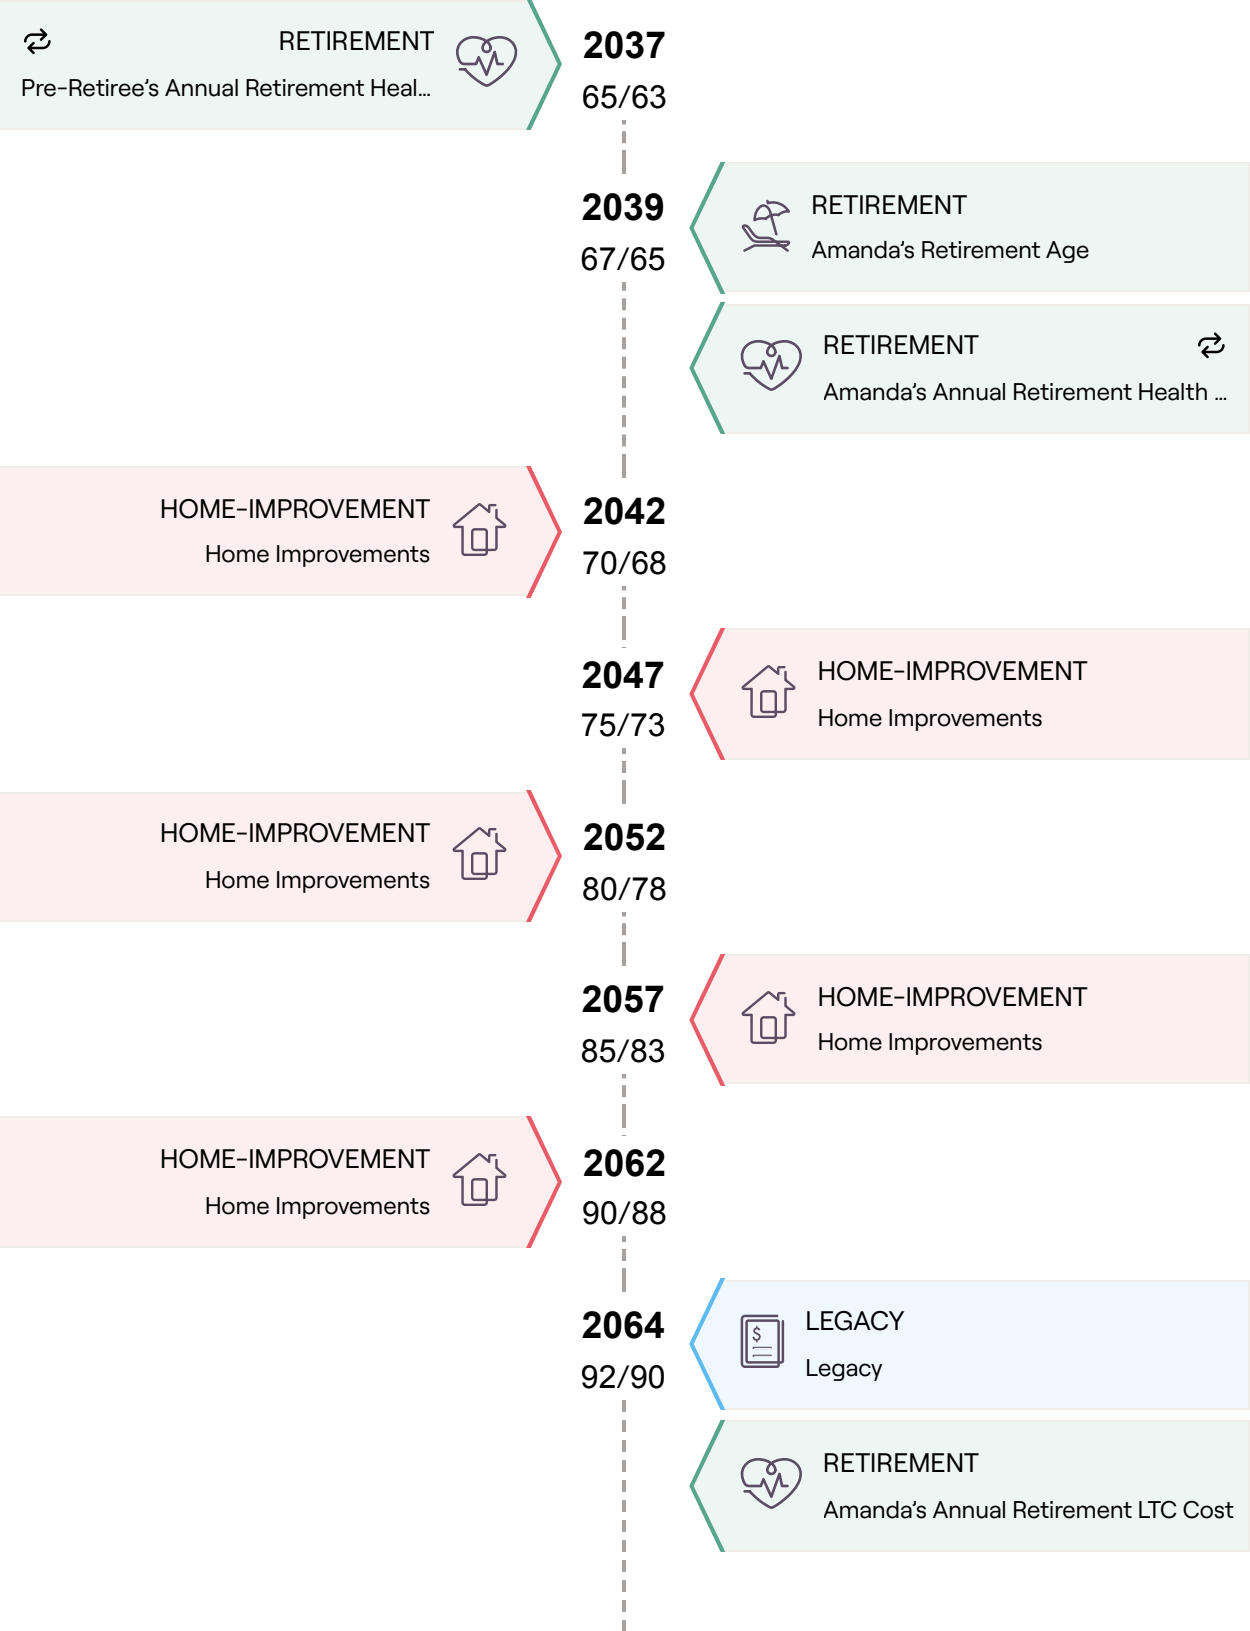 RETIREMENT
Pre-Retiree's Annual Retirement Heal...
2037
65/63
2039
67/65
RETIREMENT
Amanda's Retirement Age
RETIREMENT
Amanda's Annual Retirement Health ...
HOME-IMPROVEMENT
Home Improvements
2042
70/68
2047
75/73
HOME-IMPROVEMENT
Home Improvements
HOME-IMPROVEMENT
Home Improvements
2052
80/78
2057
85/83
HOME-IMPROVEMENT
Home Improvements
HOME-IMPROVEMENT
Home Improvements
2062
90/88
2064
92/90
$
LEGACY
Legacy
RETIREMENT
Amanda's Annual Retirement LTC Cost